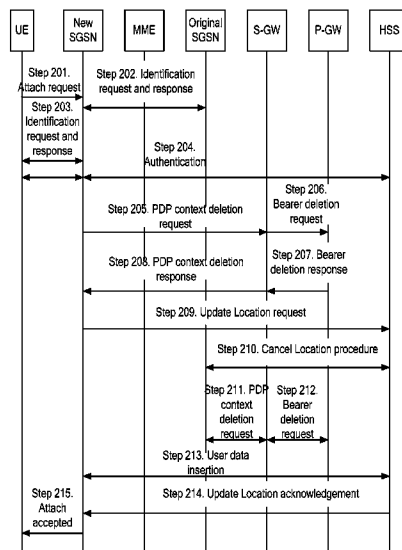 UE
New
SGSN
MME
Original
SGSN
S-GW
P-GW
HSS
Step 201.
Attach request
Step 202. Identification
request and response
Step 203.
Identification
request and
response
Step 204.
Authentication
Step 205. PDP context deletion
request
Step 206.
Bearer deletion
request
Step 208. PDP context deletion
response
Step 207. Bearer
deletion response
Step 209. Update Location request
Step 210. Cancel Location procedure
Step 211. PDP
context
deletion
request
Step 212.
Bearer
deletion
request
Step 213. User data
insertion
Step 215.
Attach
accepted
Step 214. Update Location acknowledgement